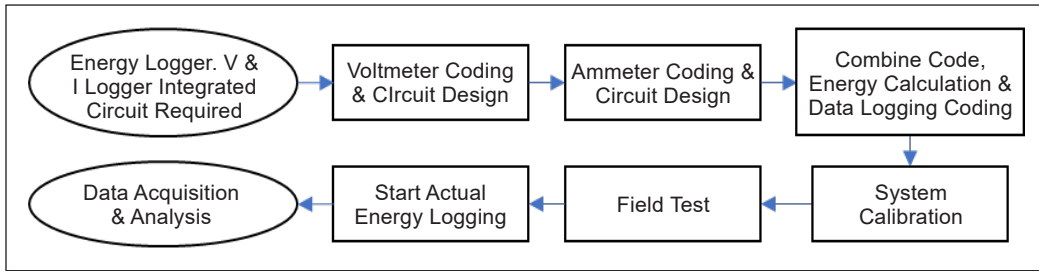 Energy Logger. V &
I Logger Integrated
Circuit Required
Voltmeter Coding
& CIrcuit Design
Ammeter Coding &
Circuit Design
Combine Code,
Energy Calculation &
Data Logging Coding
System
Calibration
Field Test
Start Actual
Energy Logging
Data Acquisition
& Analysis